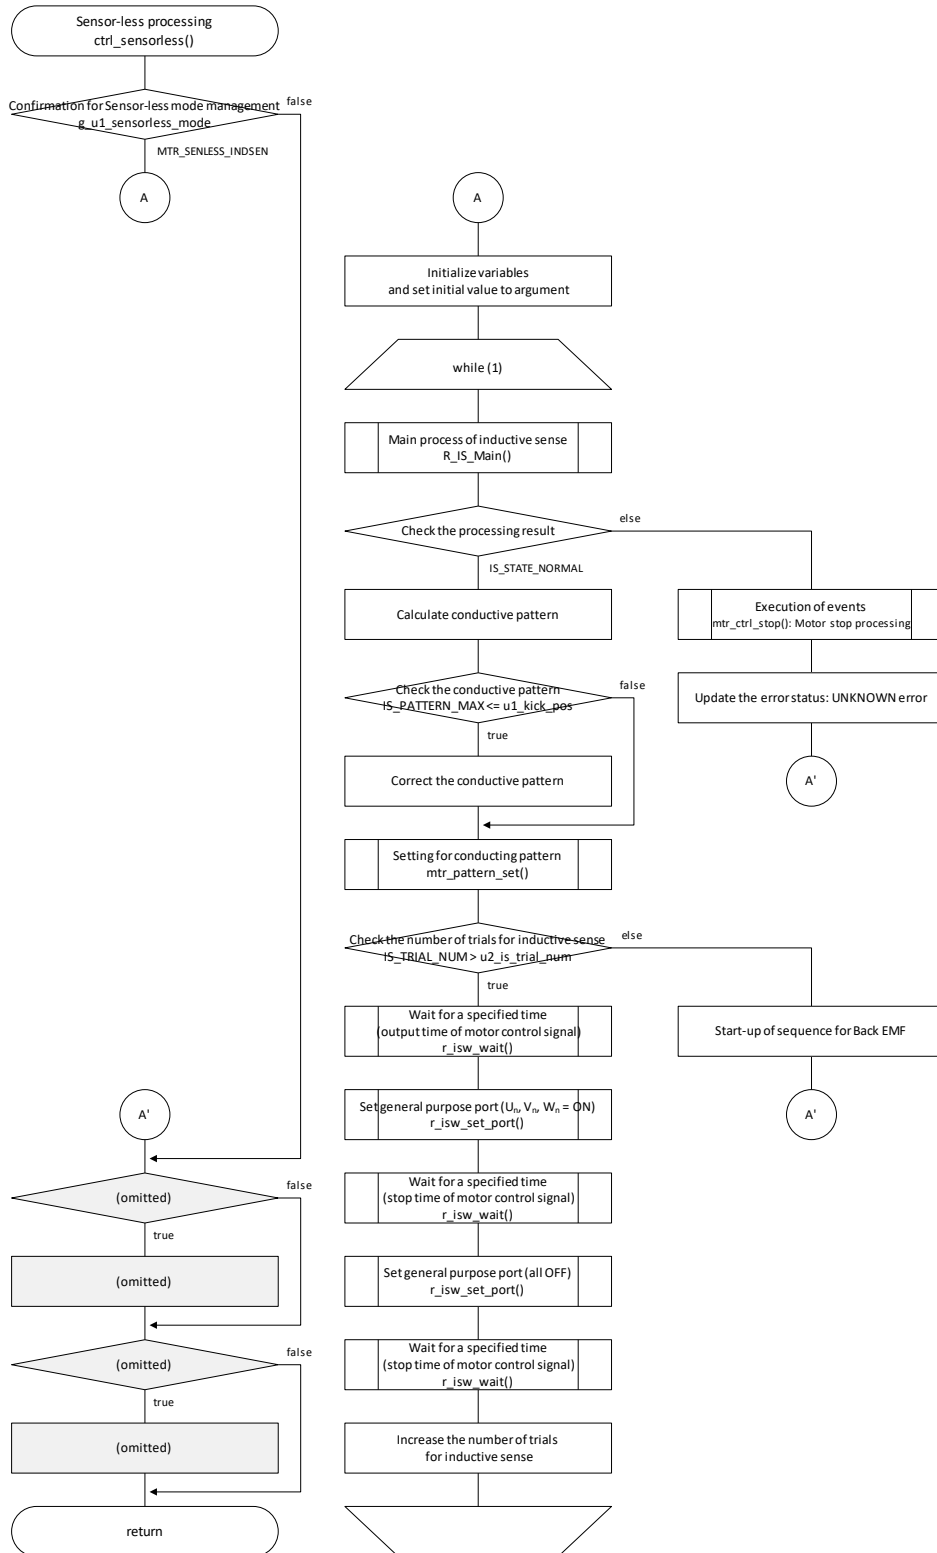 Sensor-less processing
ctrl_sensorless()
Confirmation for Sensor-less mode management
g_u1_sensorless_mode
false
MTR_SENLESS_INDSEN
A
A
Initialize variables
and set initial value to argument
while (1)
Main process of inductive sense
R_IS_Main()
Check the processing result
else
IS_STATE_NORMAL
Calculate conductive pattern
Execution of events
mtr_ctrl_stop(): Motor stop processing
Check the conductive pattern
IS_PATTERN_MAX <= u1_kick_pos
false
true
Update the error status: UNKNOWN error
A'
Correct the conductive pattern
Setting for conducting pattern
mtr_pattern_set()
Check the number of trials for inductive sense
IS_TRIAL_NUM > u2_is_trial_num
else
true
Wait for a specified time
(output time of motor control signal)
r_isw_wait()
Start-up of sequence for Back EMF
A'
Set general purpose port (Un, Vn, Wn = ON)
r_isw_set_port()
Wait for a specified time
(stop time of motor control signal)
r_isw_wait()
Set general purpose port (all OFF)
r_isw_set_port()
Wait for a specified time
(stop time of motor control signal)
r_isw_wait()
Increase the number of trials
for inductive sense
A'
(omitted)
false
true
(omitted)
(omitted)
false
true
(omitted)
return